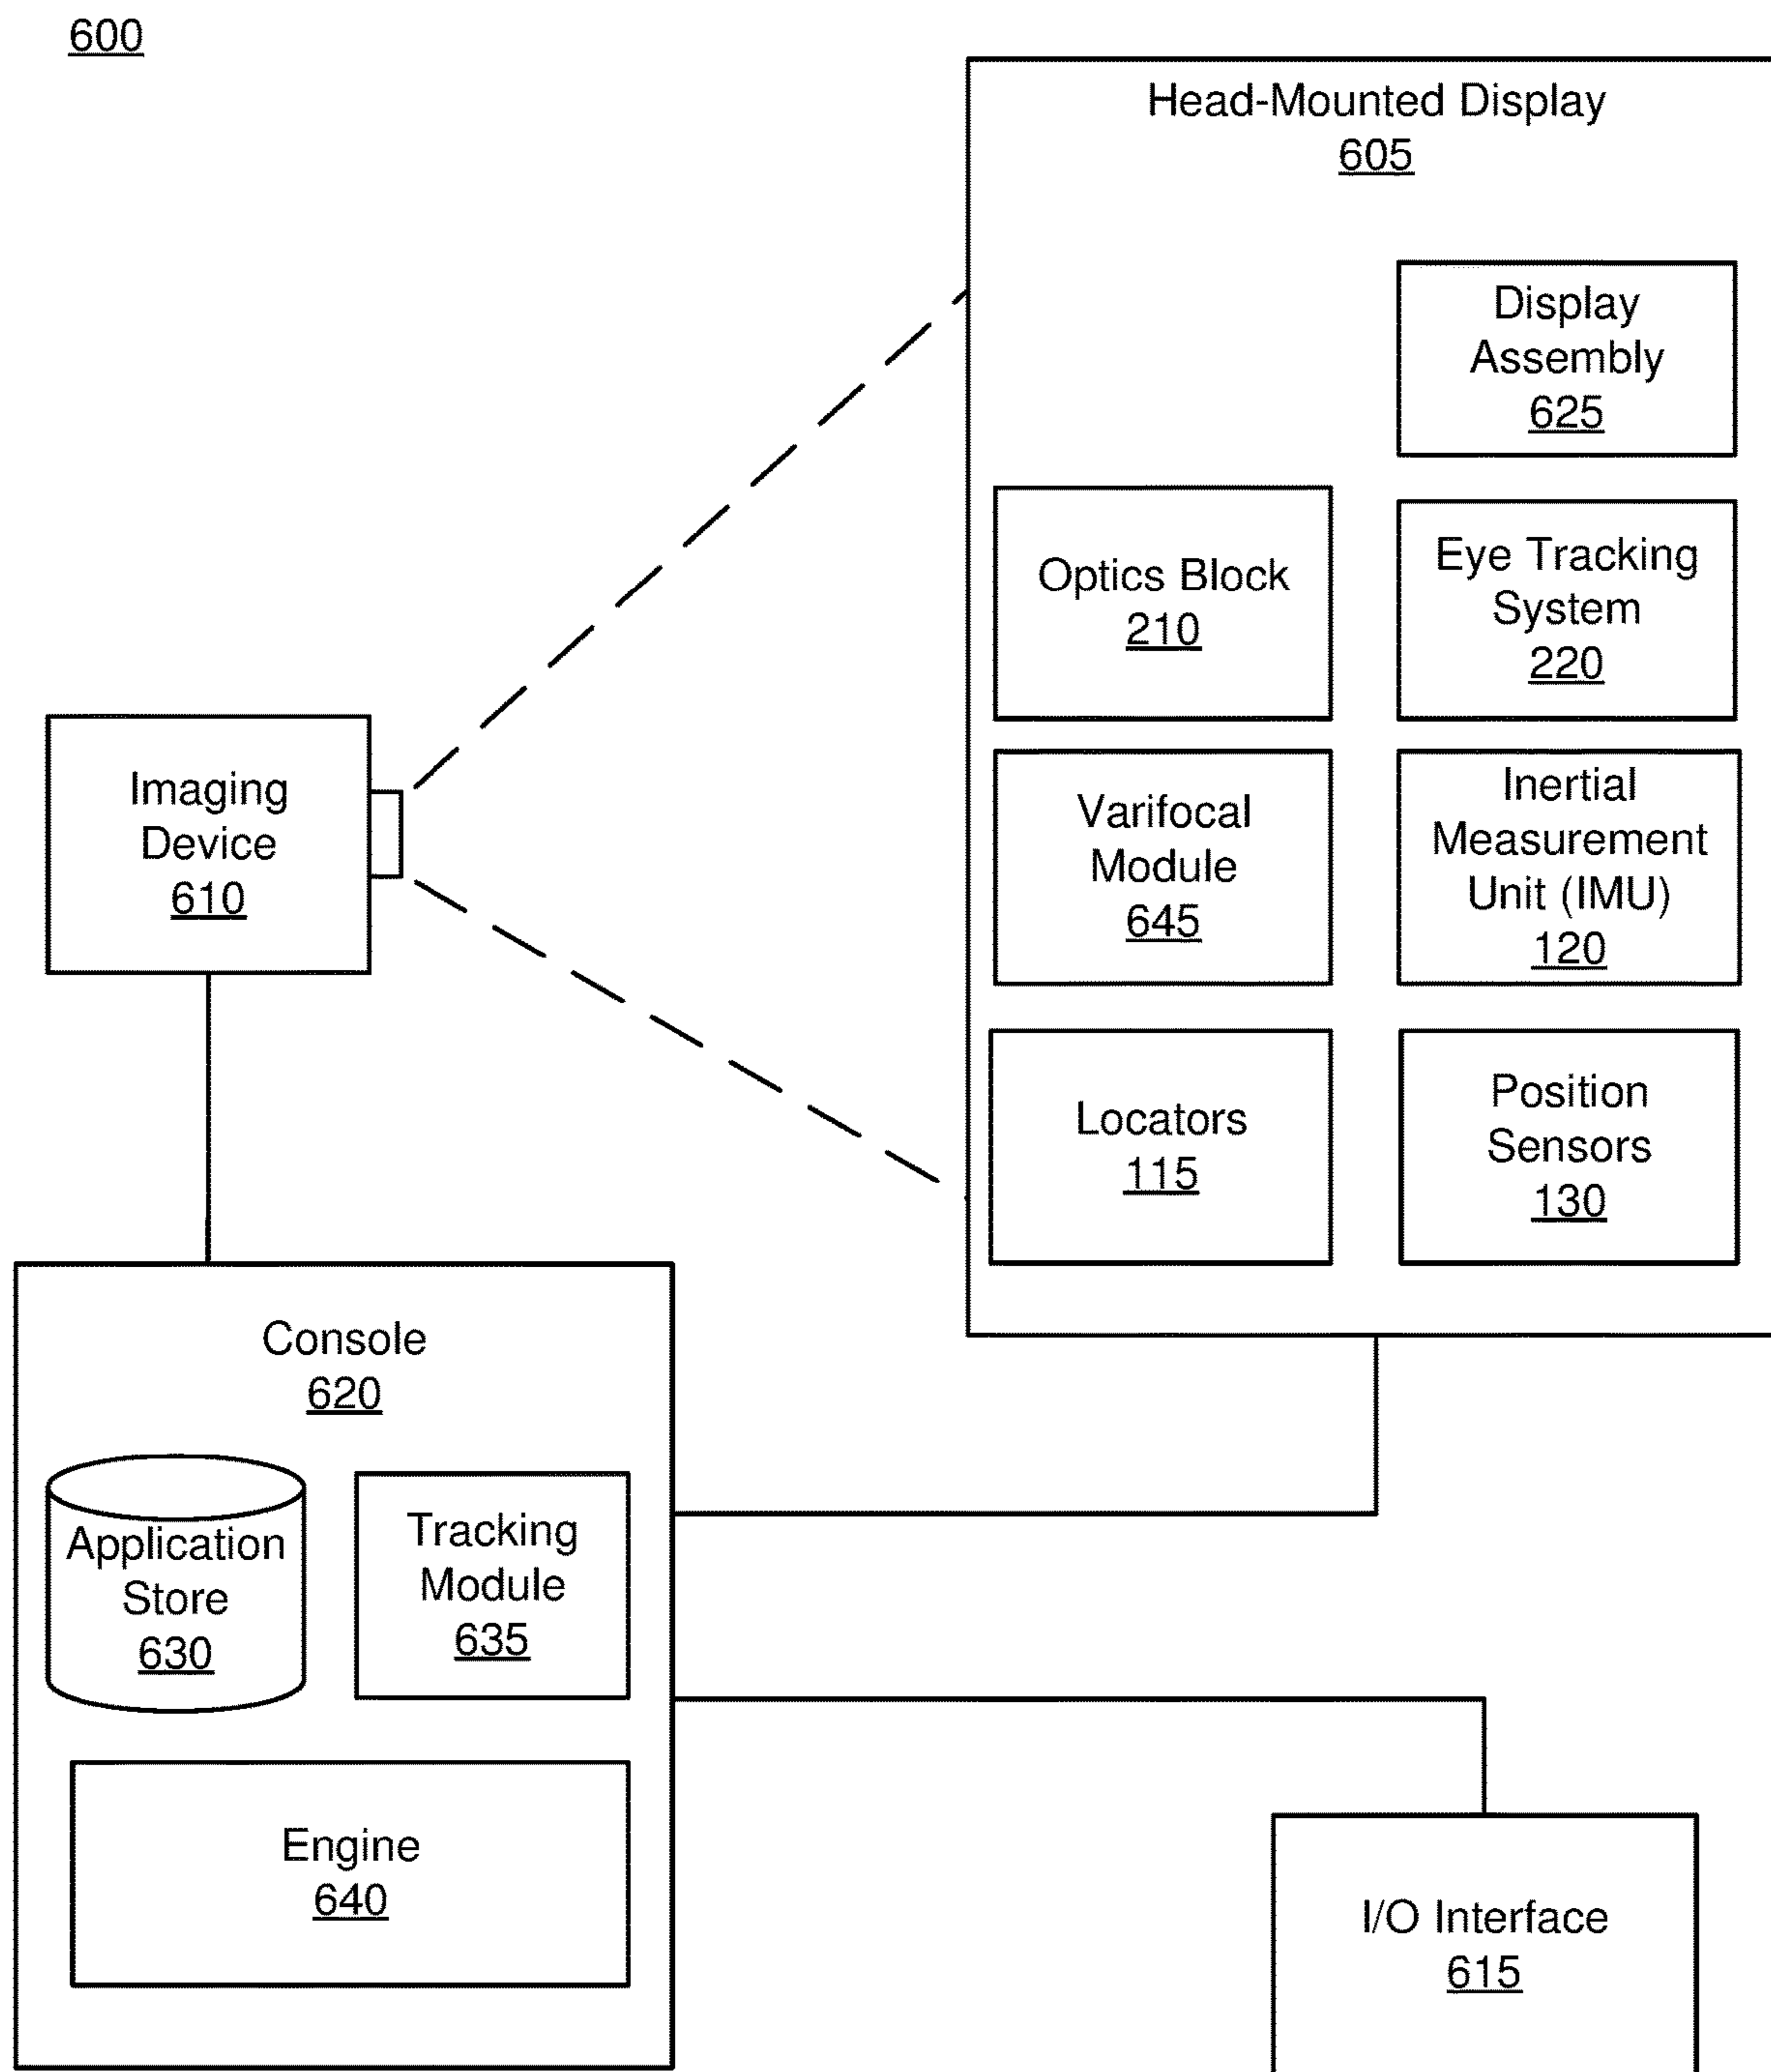 600
Head-Mounted Display
605
Display
Assembly
625
Optics Block
210
Eye Tracking
System
220
Imaging
Device
610
Varifocal
Module
645
Inertial
Measurement
Unit (IMU)
120
Locators
115
Position
Sensors
130
Console
620
Application
Store
630
Tracking
Module
635
Engine
640
I/O Interface
615